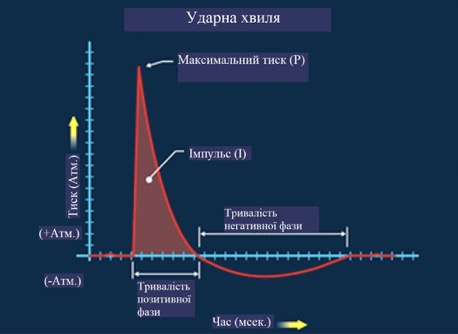 Ударна хвиля
Максимальний тиск (P)
Імпульс (I)
Тиск (Атм.)
Тривалість
негативної фази
(+Атм.)
(-Атм.)
Тривалість
позитивної
фази
Час (мсек.)